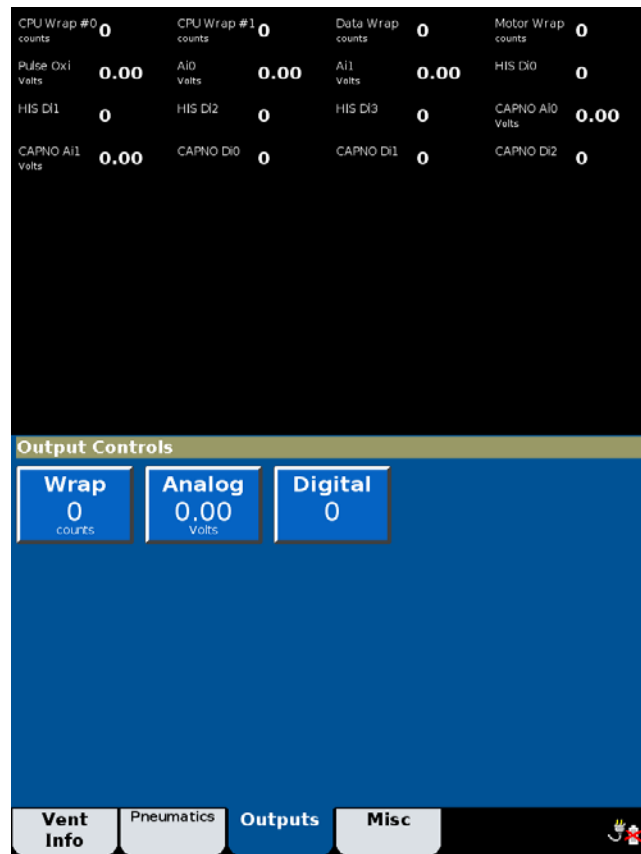 CPU Wrap #0 0 CPU Wrap #1 0 Data Wrap 0 Motor Wrap 0
counts counts counts counts
Pulse Oxi 0.00 Ai0 0.00 Ai1 0.00 HIS Di0 0
Volts Volts Volts
HIS Di1 0 HIS Di2 0 HIS Di3 0 CAPNO Ai0 0.00
Volts
CAPNO Ai1 0.00 CAPNO Di0 0 CAPNO Di1 0 CAPNO Di2 0
Volts
Output Controls
Wrap Analog Digital
0 0.00 0
counts Volts
Vent Info Pneumatics Outputs Misc